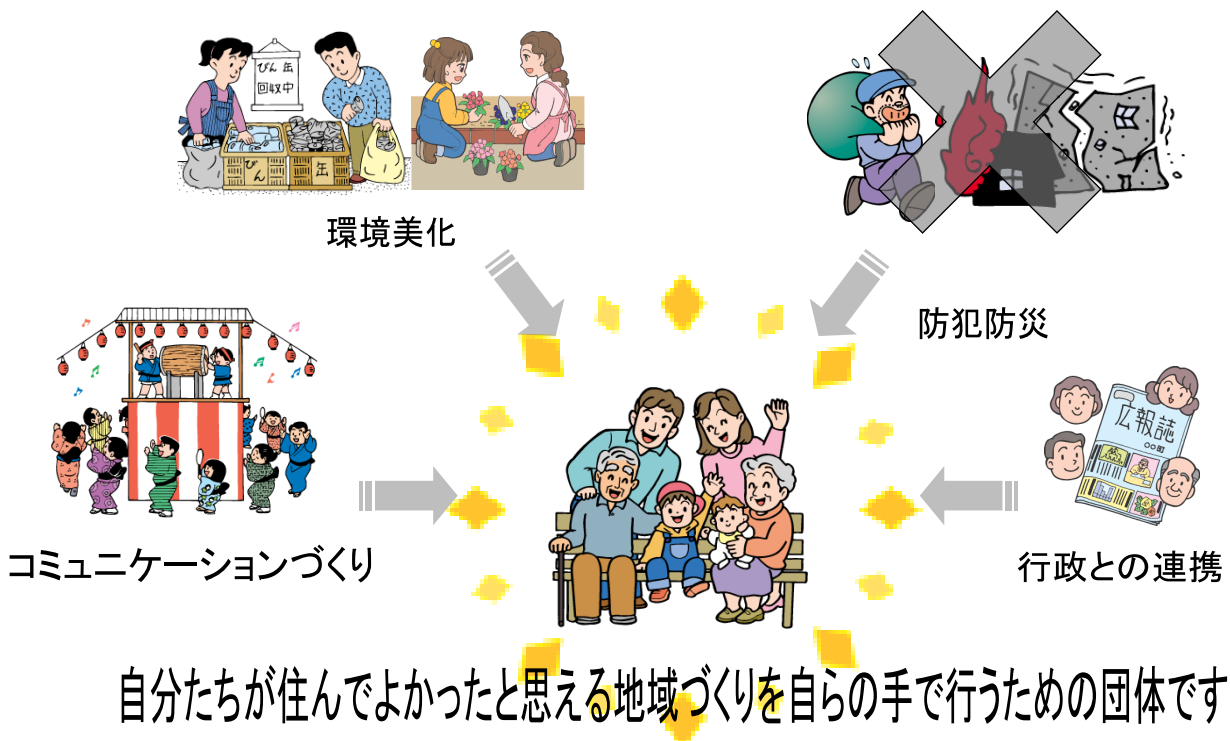 びん 缶
回収中
びん
缶
環境美化
防犯防災
広報誌
○○町
コミュニケーションづくり
行政との連携
自分たちが住んでよかったと思える地域づくりを自らの手で行うための団体です